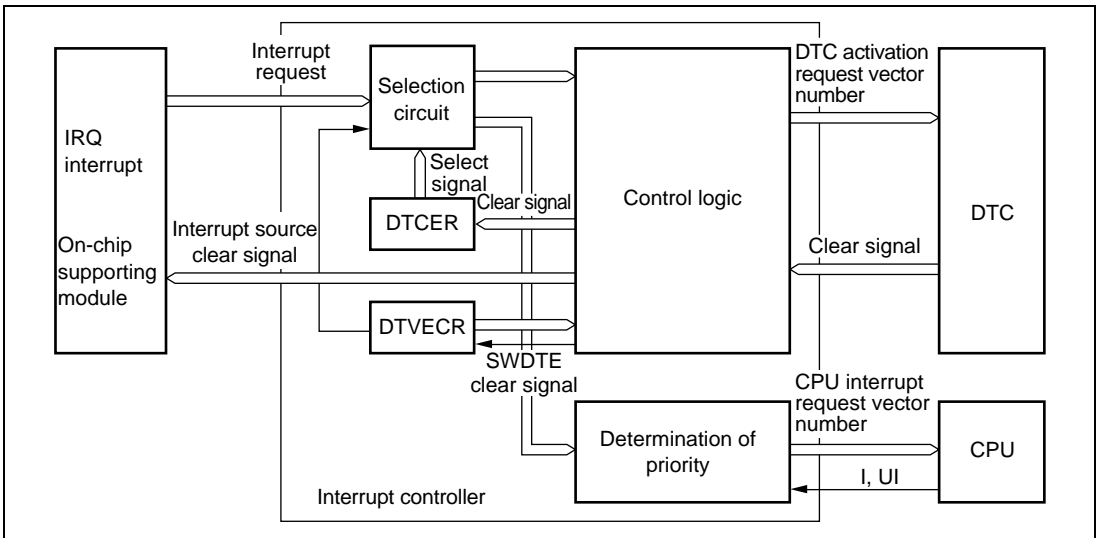 Interrupt
request
DTC activation
request vector
number
Selection
circuit
IRQ
interrupt
Select
signal
Control logic
DTC
DTCER
Clear signal
Interrupt source
clear signal
On-chip
supporting
module
Clear signal
DTVECR
SWDTE
clear signal
CPU interrupt
request vector
number
Determination of
priority
CPU
I, UI
Interrupt controller